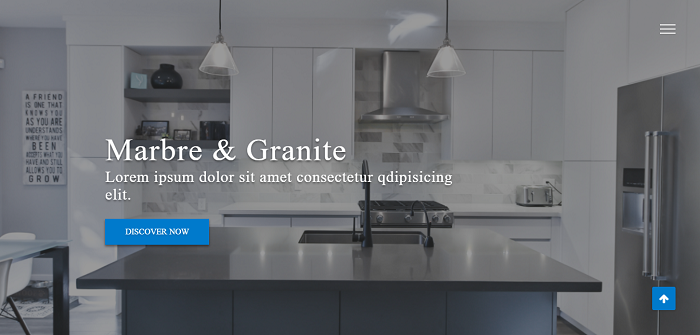 A FRIEND
IS ONE THAT
KNOWS YOU
AS YOU ARE
UNDERSTANDS
WHERE YOU HAVE
BEEN
ACCEPTS WHAT YOU
HAVE BECOME
AND STILL
ALLOWS YOU TO
GROW
Marbre & Granite
Lorem ipsum dolor sit amet consectetur qdipisicing
elit.
DISCOVER NOW